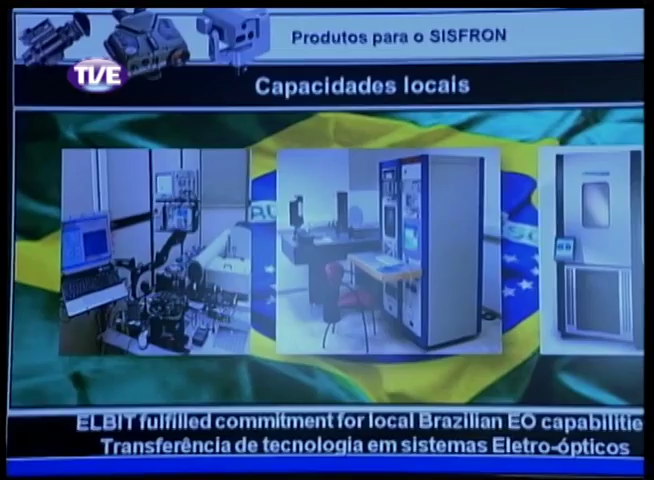 Produtos para o SISFRON
TVE
Capacidades locais
ELBIT fulfilled commitment for local Brazilian EO capabilitie
Transferência de tecnologia em sistemas Eletro-ópticos